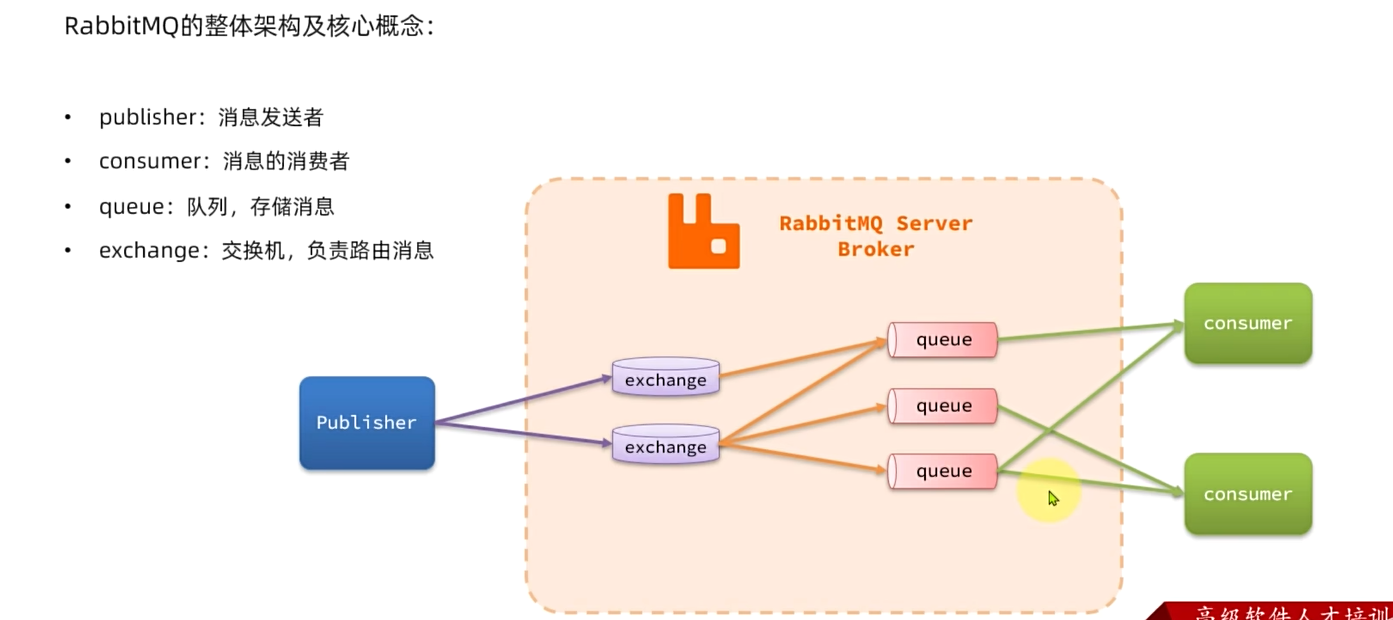 RabbitMQ的整体架构及核心概念：
• publisher：消息发送者
• consumer：消息的消费者
• queue：队列，存储消息
• exchange：交换机，负责路由消息
RabbitMQ Server
Broker
Publisher
exchange
exchange
queue
queue
queue
consumer
consumer
高级软件人才培训